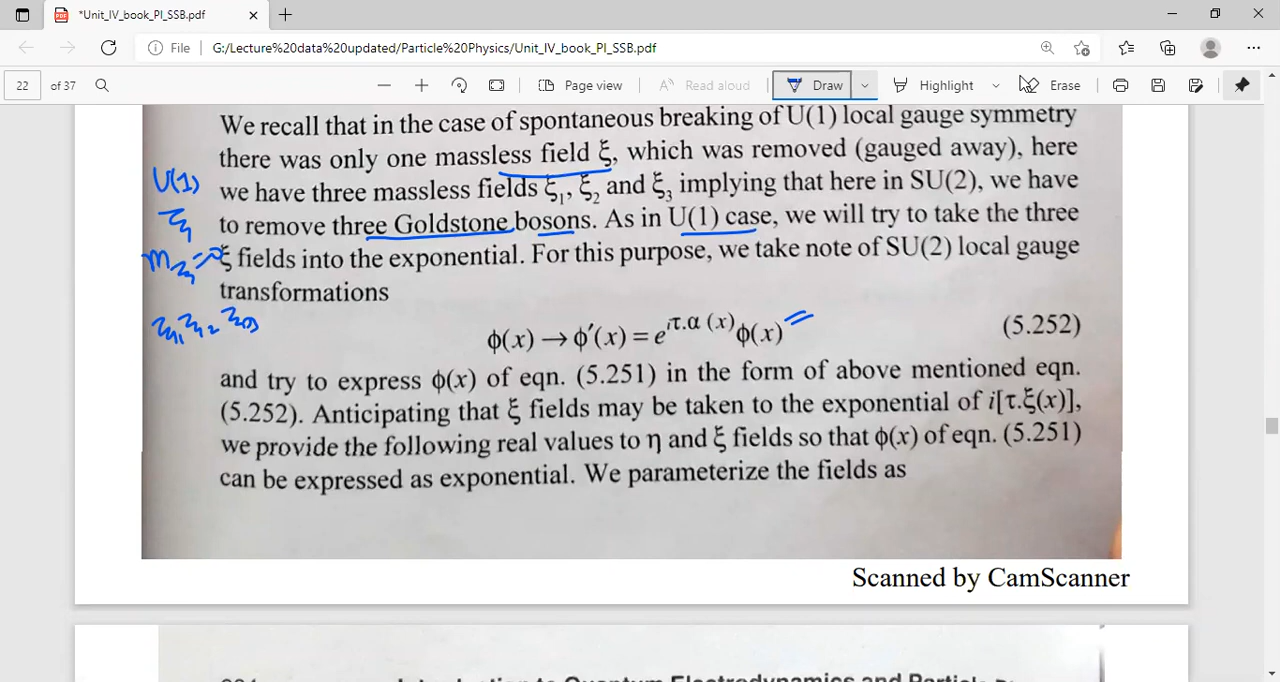 *Unit_IV_book_PI_SSB.pdf
File G:/Lecture%20data%20updated/Particle%20Physics/Unit_IV_book_PI_SSB.pdf
22 of 37 Page view Read aloud Draw Highlight Erase
We recall that in the case of spontaneous breaking of U(1) local gauge symmetry
there was only one massless field ξ, which was removed (gauged away), here
U(1)
we have three massless fields ξ₁, ξ₂ and ξ₃ implying that here in SU(2), we have
to remove three Goldstone bosons. As in U(1) case, we will try to take the three
ξ fields into the exponential. For this purpose, we take note of SU(2) local gauge
transformations
ϕ(x) → ϕ′(x) = e^{iτ.α (x)} ϕ(x) (5.252)
and try to express ϕ(x) of eqn. (5.251) in the form of above mentioned eqn.
(5.252). Anticipating that ξ fields may be taken to the exponential of i[τ.ξ(x)],
we provide the following real values to η and ξ fields so that ϕ(x) of eqn. (5.251)
can be expressed as exponential. We parameterize the fields as
Scanned by CamScanner